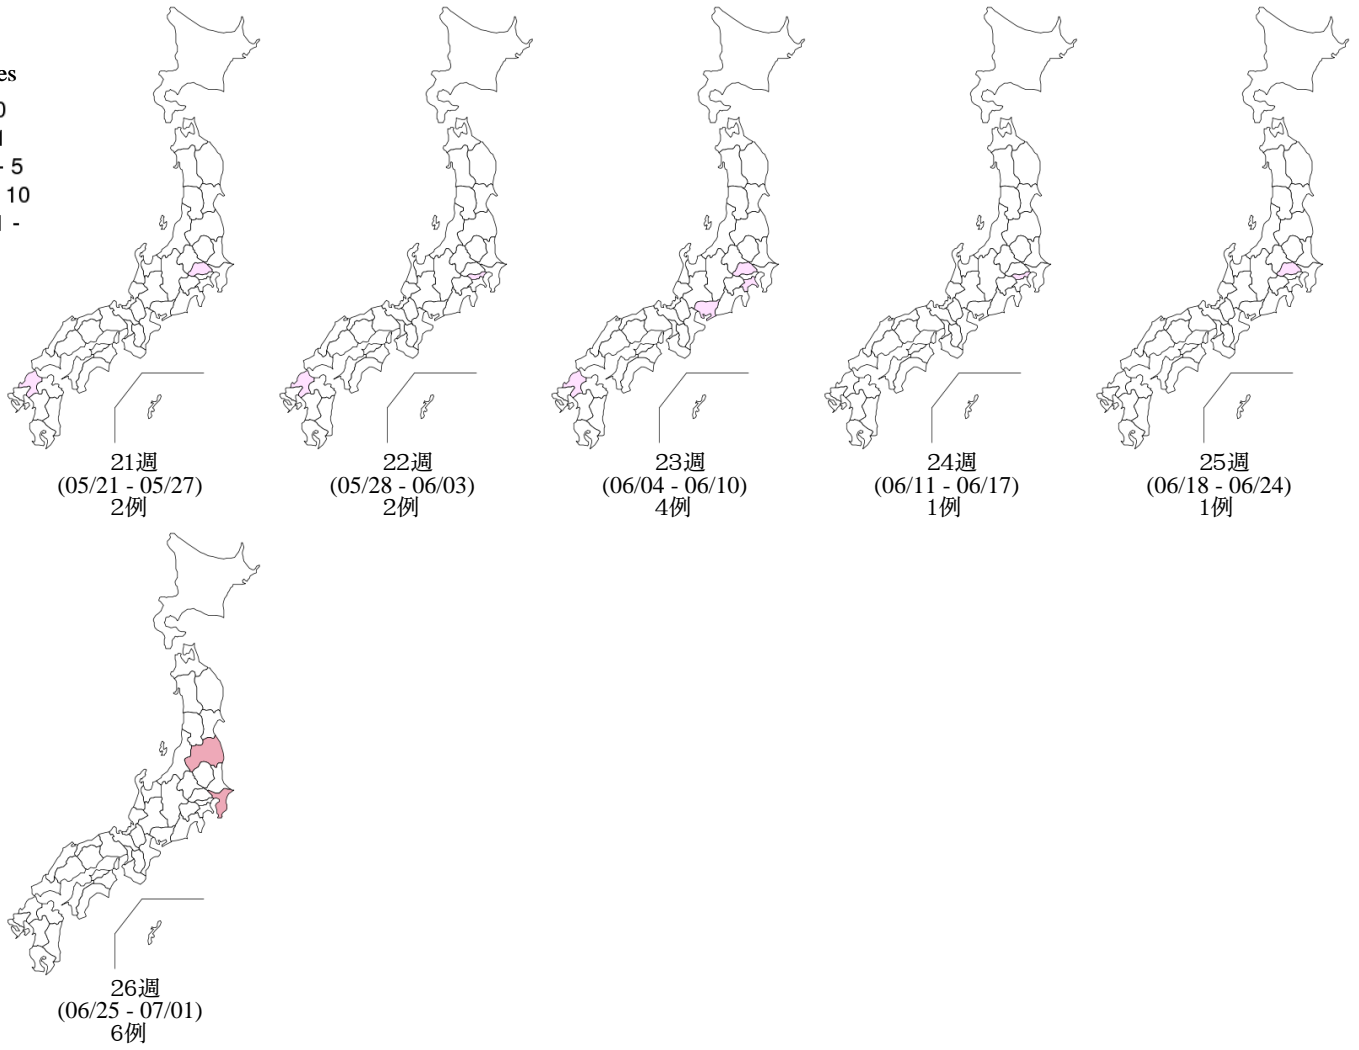 es
0
1
- 5
10
1 -
21週
(05/21 - 05/27)
2例
22週
(05/28 - 06/03)
2例
23週
(06/04 - 06/10)
4例
24週
(06/11 - 06/17)
1例
25週
(06/18 - 06/24)
1例
26週
(06/25 - 07/01)
6例